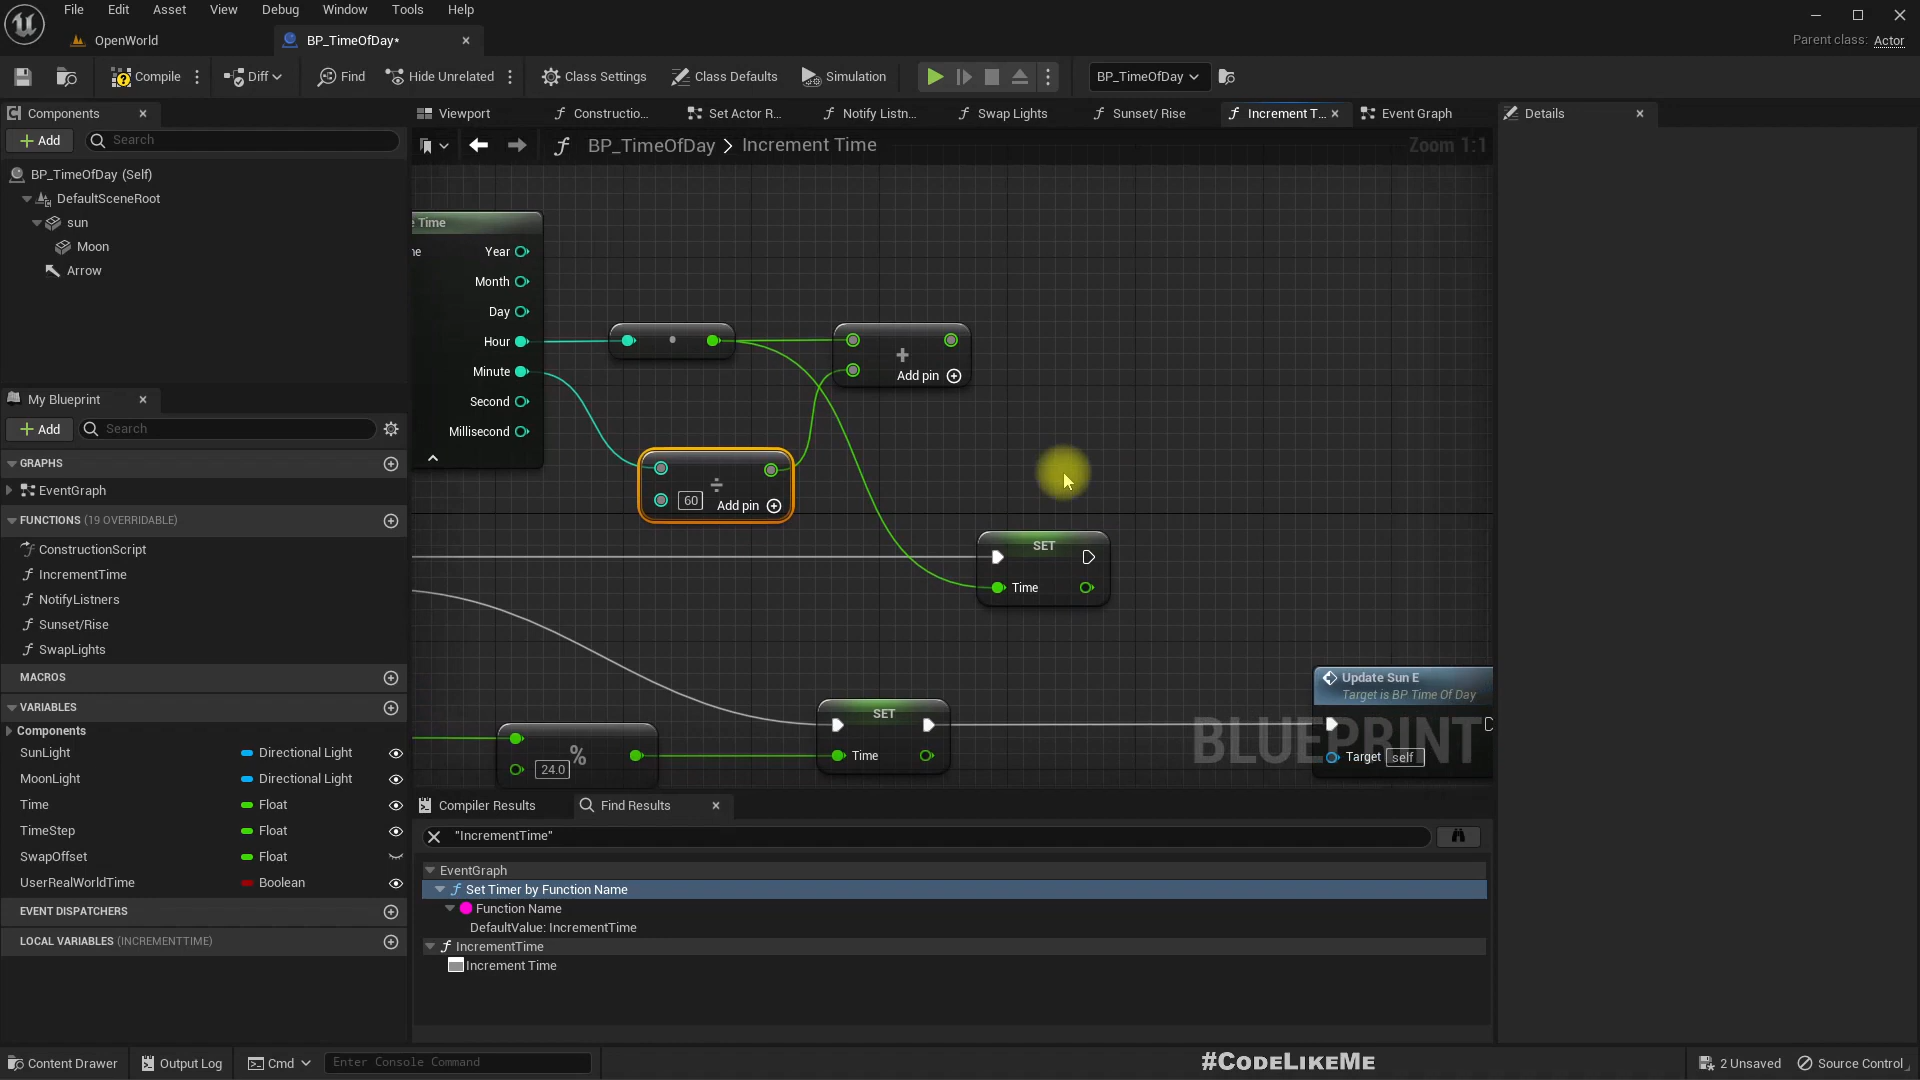 File Edit Asset View Debug Window Tools Help
OpenWorld
BP_TimeOfDay*
Parent class: Actor
Compile
Diff
Find
Hide Unrelated
Class Settings
Class Defaults
Simulation
BP_TimeOfDay
Components
Viewport
Constructio...
Set Actor R...
Notify Listn...
Swap Lights
Sunset/ Rise
Increment T...
Event Graph
Details
Add
Search
BP_TimeOfDay > Increment Time
Zoom 1:1
BP_TimeOfDay (Self)
DefaultSceneRoot
sun
Moon
Arrow
e Time
ne
Year
Month
Day
Hour
Minute
Second
Millisecond
+
Add pin
÷
60
Add pin
SET
Time
SET
Time
%
24.0
Update Sun E
Target is BP Time Of Day
Target self
BLUEPRINT
My Blueprint
Add
Search
GRAPHS
EventGraph
FUNCTIONS (19 OVERRIDABLE)
ConstructionScript
IncrementTime
NotifyListners
Sunset/Rise
SwapLights
MACROS
VARIABLES
Components
SunLight Directional Light
MoonLight Directional Light
Time Float
TimeStep Float
SwapOffset Float
UserRealWorldTime Boolean
EVENT DISPATCHERS
LOCAL VARIABLES (INCREMENTTIME)
Compiler Results
Find Results
"IncrementTime"
EventGraph
Set Timer by Function Name
Function Name
DefaultValue: IncrementTime
IncrementTime
Increment Time
Content Drawer
Output Log
Cmd
Enter Console Command
#CODELIKEME
2 Unsaved
Source Control